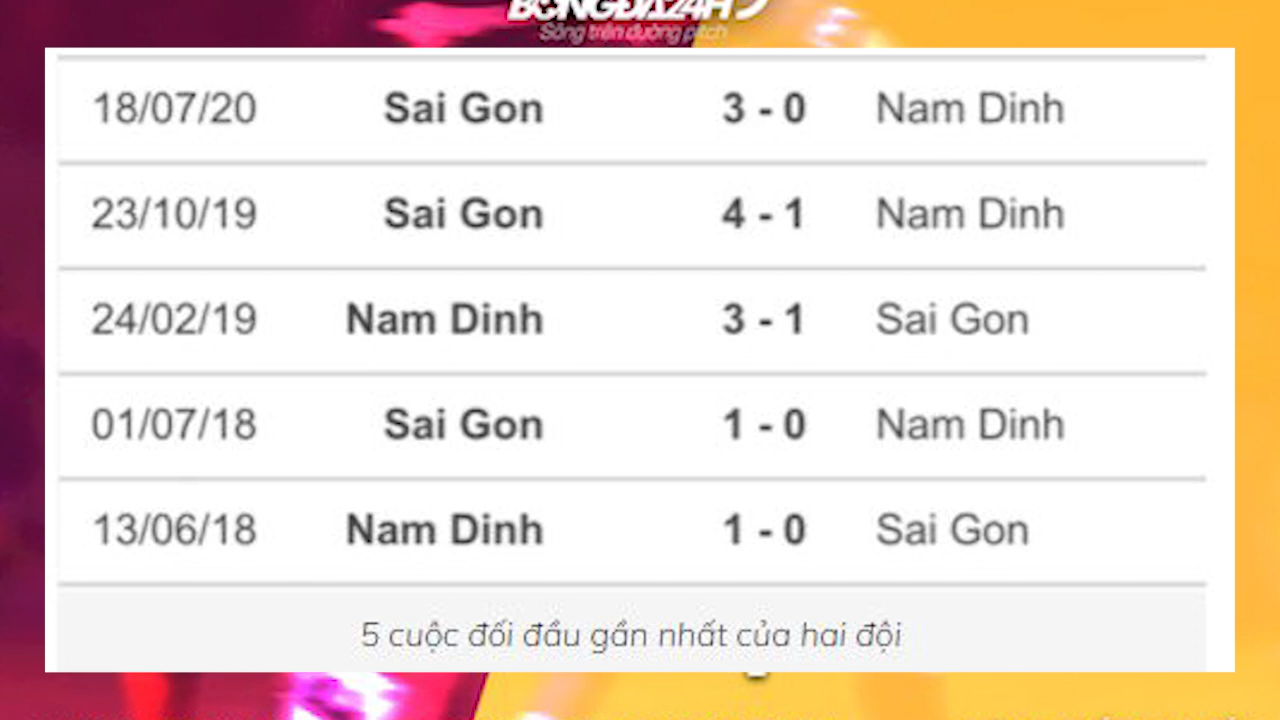 BONGDA24H
Sống trên đường pitch
18/07/20 Sai Gon 3 - 0 Nam Dinh
23/10/19 Sai Gon 4 - 1 Nam Dinh
24/02/19 Nam Dinh 3 - 1 Sai Gon
01/07/18 Sai Gon 1 - 0 Nam Dinh
13/06/18 Nam Dinh 1 - 0 Sai Gon
5 cuộc đối đầu gần nhất của hai đội